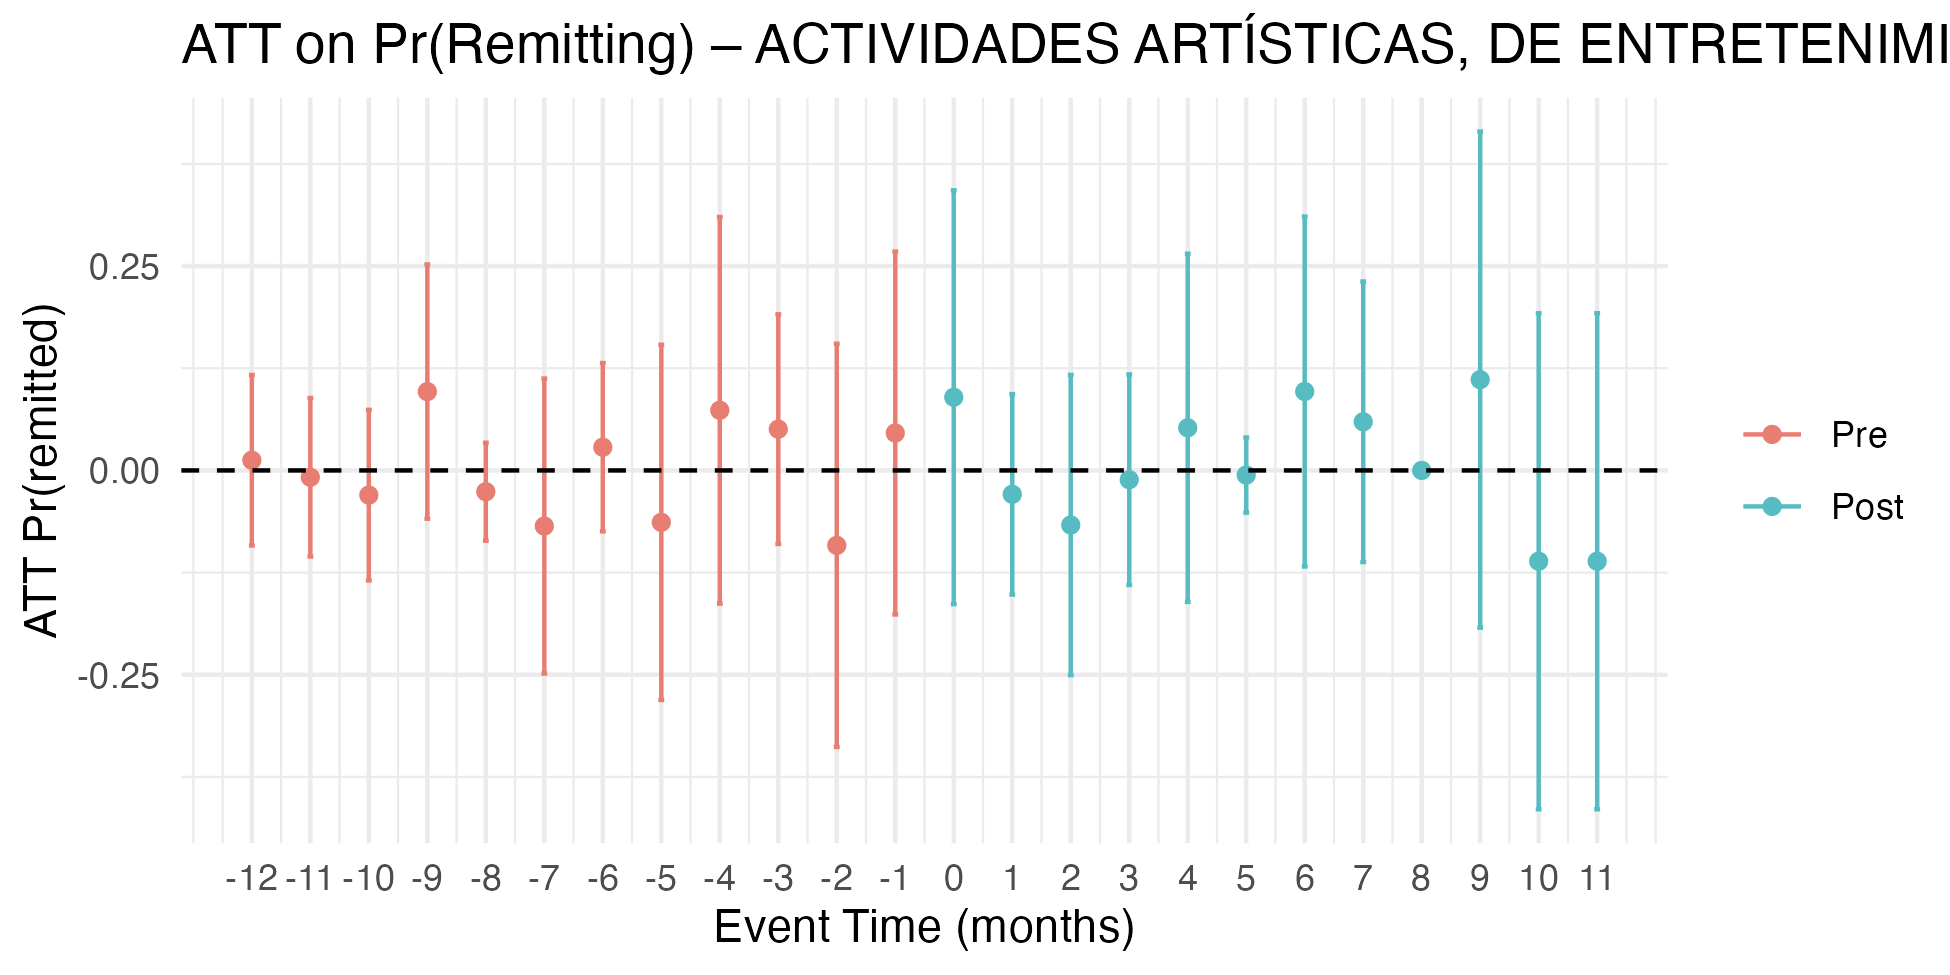 ATT on Pr(Remitting) – ACTIVIDADES ARTÍSTICAS, DE ENTRETENIMI
ATT Pr(remitted)
0.25
0.00
-0.25
-12 -11 -10 -9 -8 -7 -6 -5 -4 -3 -2 -1 0 1 2 3 4 5 6 7 8 9 10 11
Event Time (months)
Pre
Post